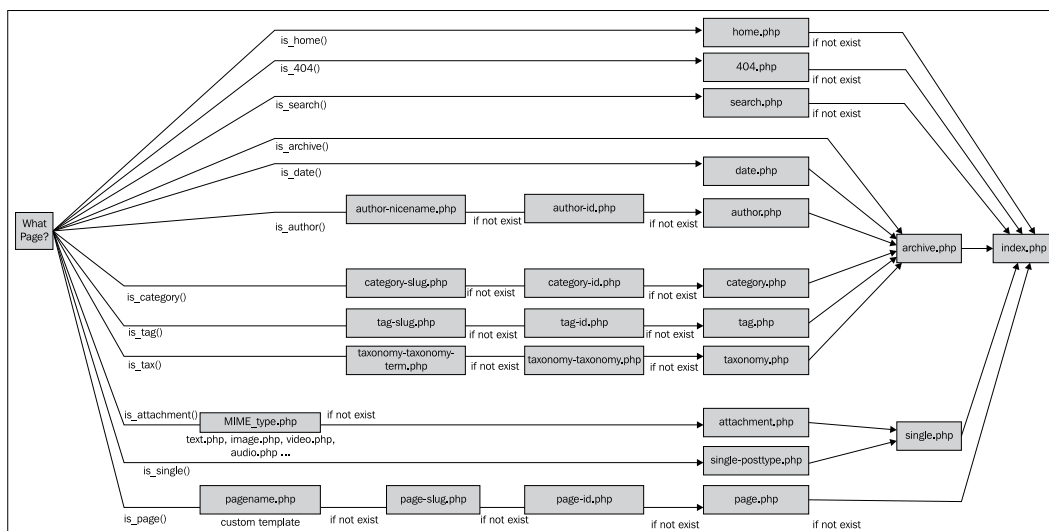 What
Page?
is_home()
home.php
if not exist
is_404()
404.php
if not exist
is_search()
search.php
if not exist
is_archive()
is_date()
date.php
is_author()
author-nicename.php
if not exist
author-id.php
if not exist
author.php
archive.php
index.php
is_category()
category-slug.php
if not exist
category-id.php
if not exist
category.php
is_tag()
tag-slug.php
if not exist
tag-id.php
if not exist
tag.php
is_tax()
taxonomy-taxonomy-
term.php
if not exist
taxonomy-taxonomy.php
if not exist
taxonomy.php
is_attachment()
MIME_type.php
if not exist
text.php, image.php, video.php,
audio.php ...
attachment.php
single.php
is_single()
single-posttype.php
is_page()
pagename.php
custom template
if not exist
page-slug.php
if not exist
page-id.php
if not exist
page.php
if not exist